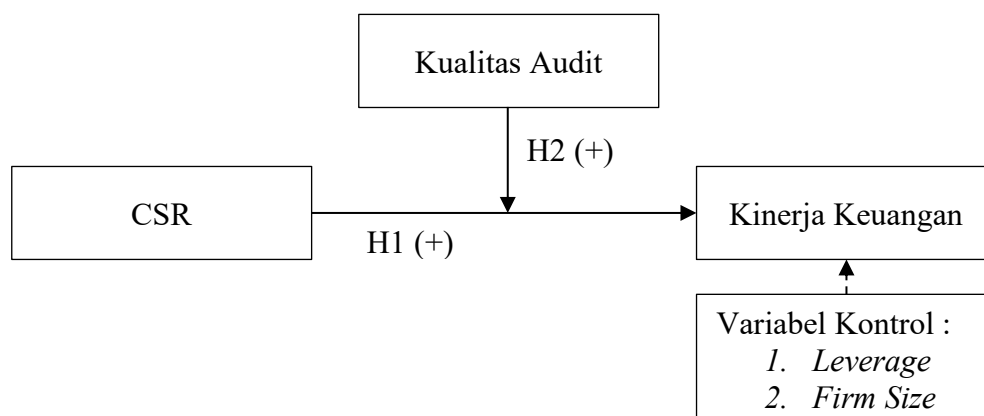 Kualitas Audit
H2 (+)
CSR
Kinerja Keuangan
H1 (+)
Variabel Kontrol :
1. Leverage
2. Firm Size